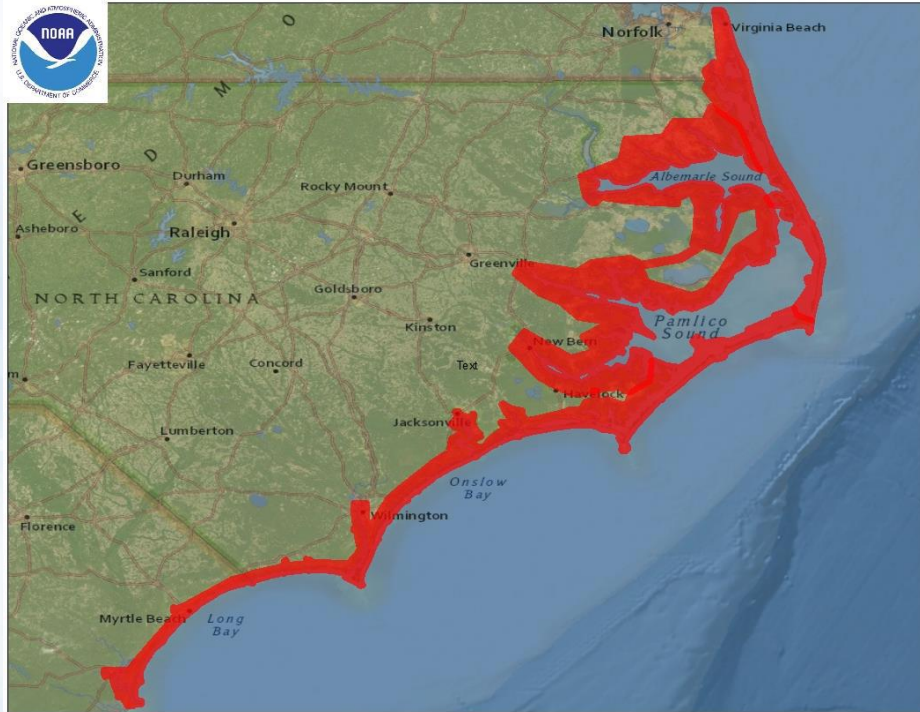 NATIONAL OCEANIC AND ATMOSPHERIC ADMINISTRATION
NOAA
U.S. DEPARTMENT OF COMMERCE
O
M
D
E
Norfolk
Virginia Beach
Greensboro
Durham
Rocky Mount
Albemarle Sound
Asheboro
Raleigh
Greenville
Sanford
NORTH CAROLINA
Goldsboro
Kinston
Pamlico
Sound
New Bern
Fayetteville
Concord
Text
m
Havelock
Jacksonville
Lumberton
Onslow
Bay
Wilmington
Florence
Myrtle Beach
Long
Bay